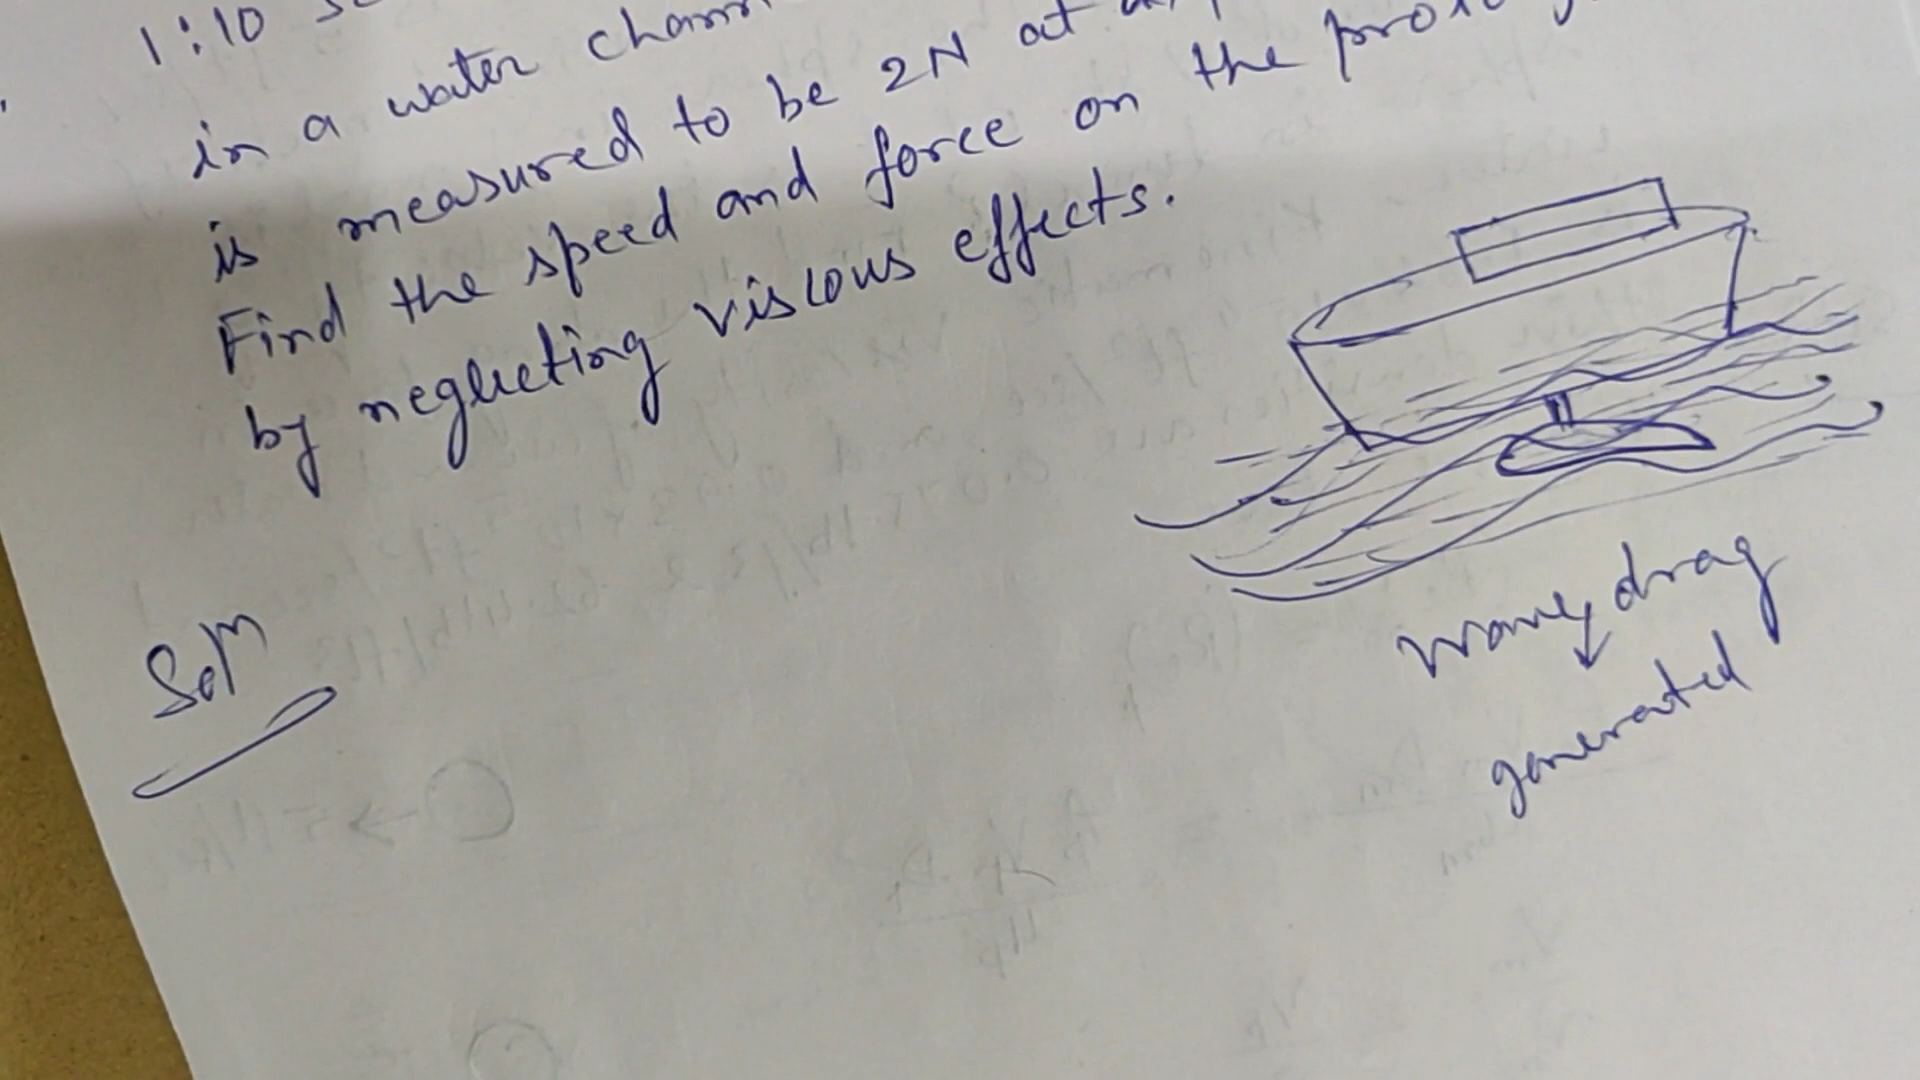 1:10
in a water
is measured to be 2N at
Find the speed and force on the
by neglecting viscous effects.
Wave drag
generated
Solⁿ